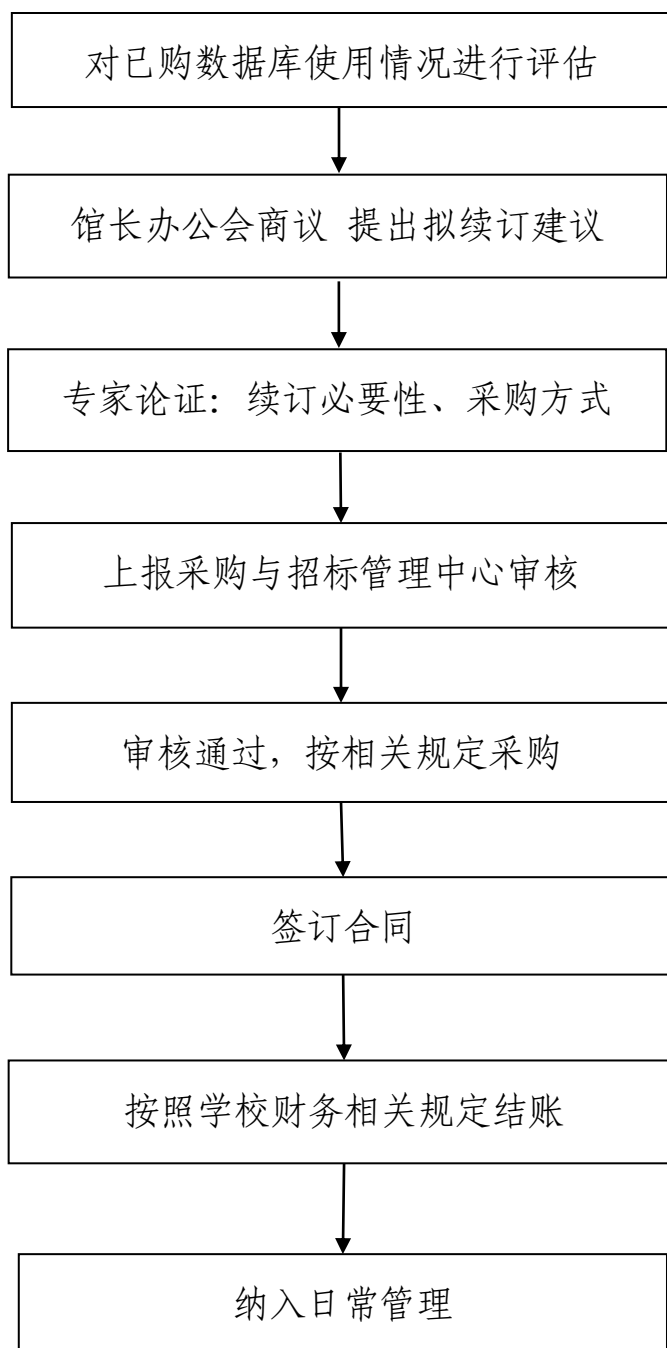 对已购数据库使用情况进行评估
馆长办公会商议 提出拟续订建议
专家论证：续订必要性、采购方式
上报采购与招标管理中心审核
审核通过，按相关规定采购
签订合同
按照学校财务相关规定结账
纳入日常管理